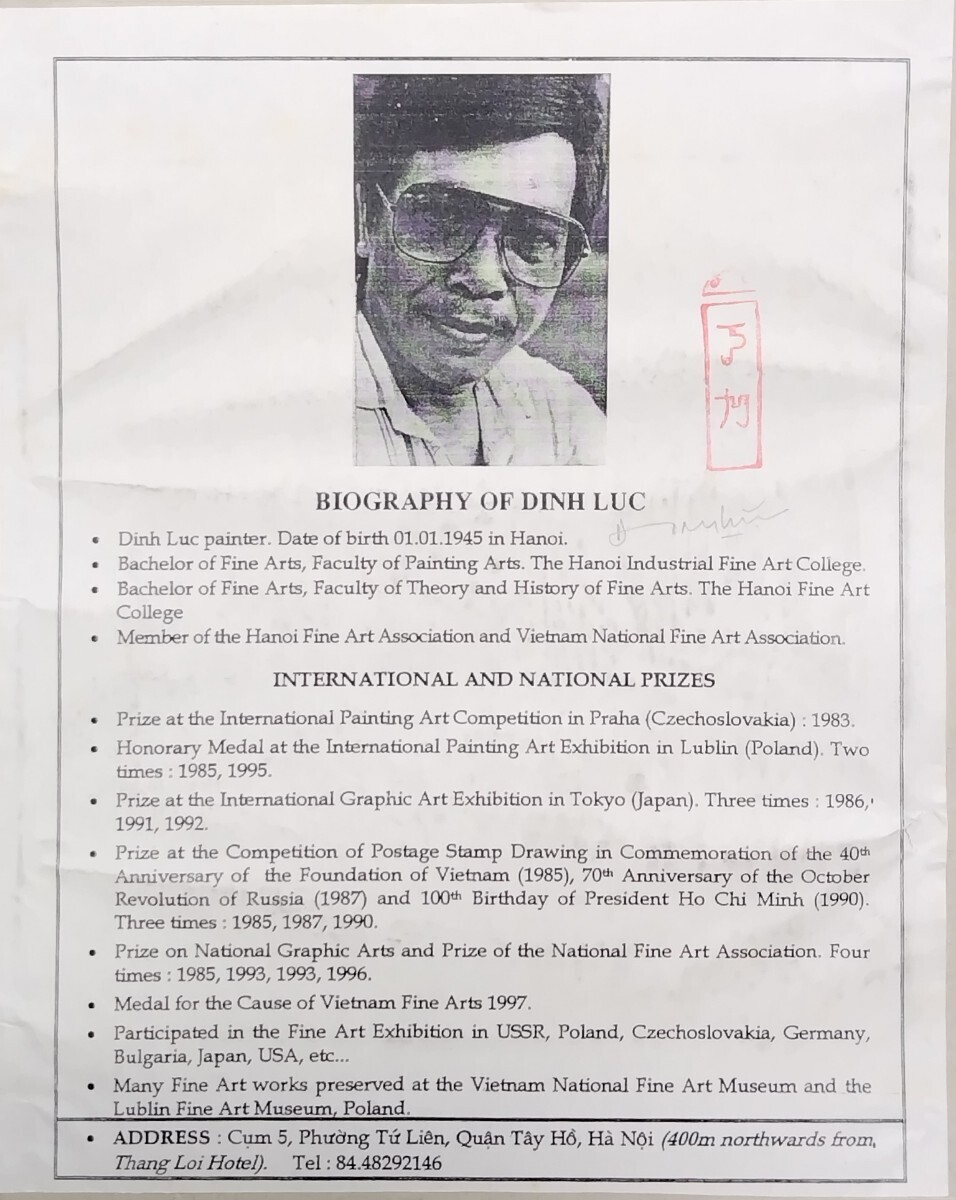 BIOGRAPHY OF DINH LUC
• Dinh Luc painter. Date of birth 01.01.1945 in Hanoi.
• Bachelor of Fine Arts, Faculty of Painting Arts. The Hanoi Industrial Fine Art College.
• Bachelor of Fine Arts, Faculty of Theory and History of Fine Arts. The Hanoi Fine Art
College
• Member of the Hanoi Fine Art Association and Vietnam National Fine Art Association.
INTERNATIONAL AND NATIONAL PRIZES
• Prize at the International Painting Art Competition in Praha (Czechoslovakia) : 1983.
• Honorary Medal at the International Painting Art Exhibition in Lublin (Poland). Two
times : 1985, 1995.
• Prize at the International Graphic Art Exhibition in Tokyo (Japan). Three times : 1986,
1991, 1992.
• Prize at the Competition of Postage Stamp Drawing in Commemoration of the 40th
Anniversary of the Foundation of Vietnam (1985), 70th Anniversary of the October
Revolution of Russia (1987) and 100th Birthday of President Ho Chi Minh (1990).
Three times : 1985, 1987, 1990.
• Prize on National Graphic Arts and Prize of the National Fine Art Association. Four
times : 1985, 1993, 1993, 1996.
• Medal for the Cause of Vietnam Fine Arts 1997.
• Participated in the Fine Art Exhibition in USSR, Poland, Czechoslovakia, Germany,
Bulgaria, Japan, USA, etc...
• Many Fine Art works preserved at the Vietnam National Fine Art Museum and the
Lublin Fine Art Museum, Poland.
• ADDRESS : Cụm 5, Phường Tứ Liên, Quận Tây Hồ, Hà Nội (400m northwards from,
Thang Loi Hotel). Tel : 84.48292146